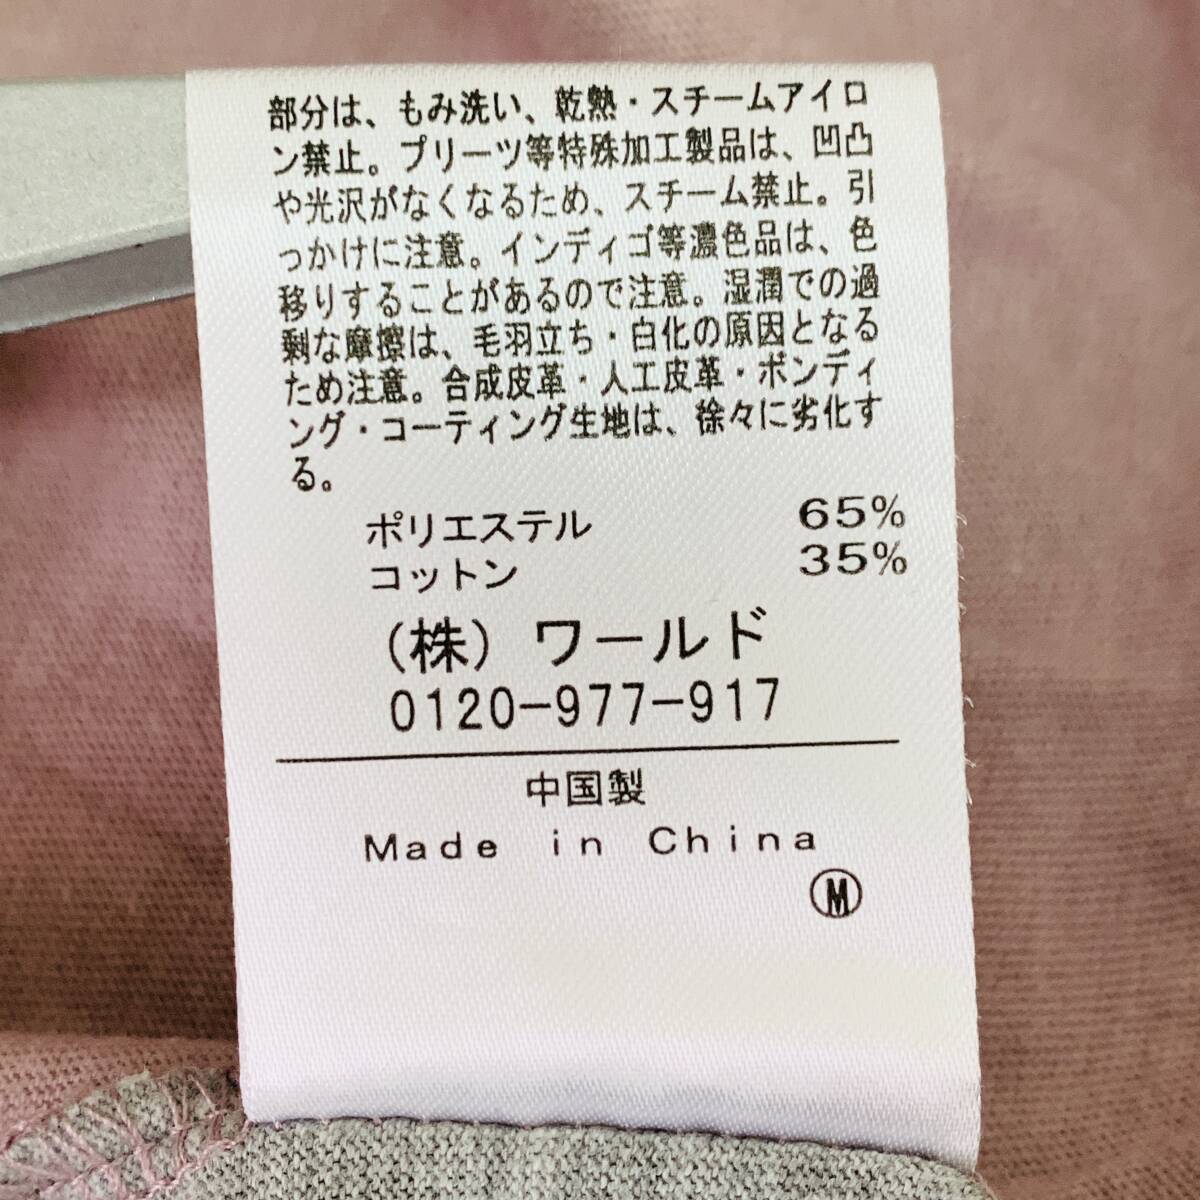 部分は、もみ洗い、乾熱・スチームアイロ
ン禁止。プリーツ等特殊加工製品は、凹凸
や光沢がなくなるため、スチーム禁止。引
っかけに注意。インディゴ等濃色品は、色
移りすることがあるので注意。湿潤での過
剰な摩擦は、毛羽立ち・白化の原因となる
ため注意。合成皮革・人工皮革・ボンディ
ング・コーティング生地は、徐々に劣化す
る。
ポリエステル 65%
コットン 35%
(株) ワールド
0120-977-917
中国製
Made in China
Ⓜ